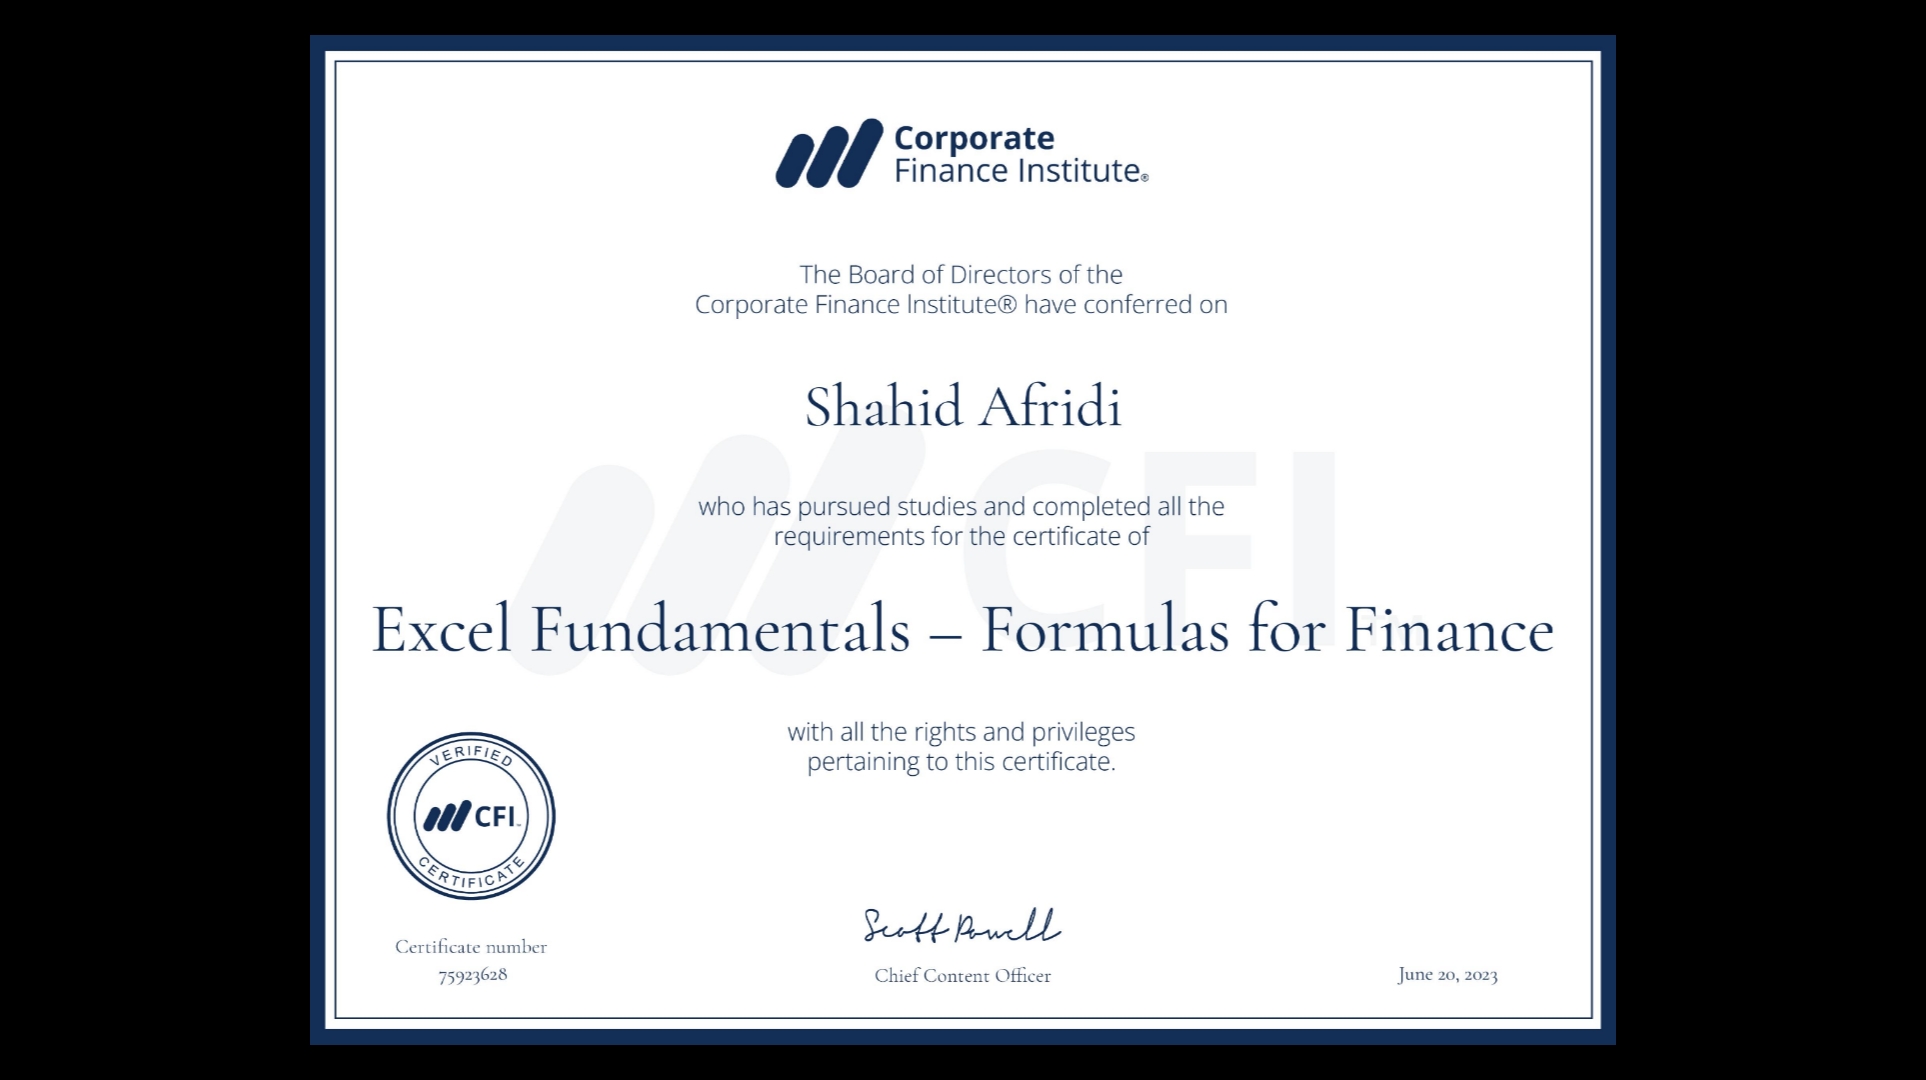 Corporate
Finance Institute®
The Board of Directors of the
Corporate Finance Institute® have conferred on
Shahid Afridi
CFI
who has pursued studies and completed all the
requirements for the certificate of
Excel Fundamentals – Formulas for Finance
with all the rights and privileges
pertaining to this certificate.
VERIFIED
CFI™
CERTIFICATE
Scott Powell
Certificate number
75923628
Chief Content Officer
June 20, 2023